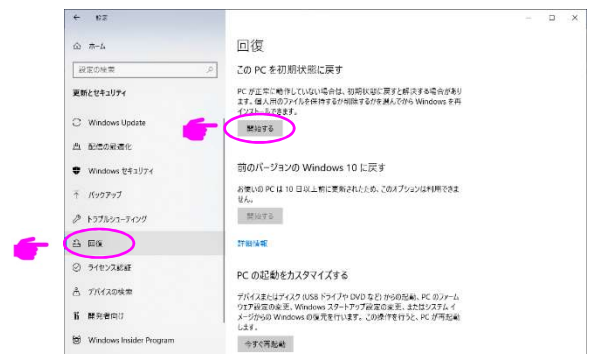 設定
ホーム
設定の検索
更新とセキュリティ
Windows Update
配信の最適化
Windows セキュリティ
バックアップ
トラブルシューティング
回復
ライセンス認証
デバイスの検索
開発者向け
Windows Insider Program
回復
この PC を初期状態に戻す
PC が正常に動作していない場合は、初期状態に戻すと解決する場合があり
ます。個人用のファイルを保持するか削除するかを選んでから Windows を再
インストールできます。
開始する
前のバージョンの Windows 10 に戻す
お使いの PC は 10 日以上前に更新されたため、このオプションは利用できま
せん。
開始する
詳細情報
PC の起動をカスタマイズする
デバイスまたはディスク (USB ドライブや DVD など) からの起動、PC のファーム
ウェア設定の変更、Windows スタートアップ設定の変更、またはシステム イ
メージからの Windows の復元を行います。この操作を行うと、PC が再起動
します。
今すぐ再起動